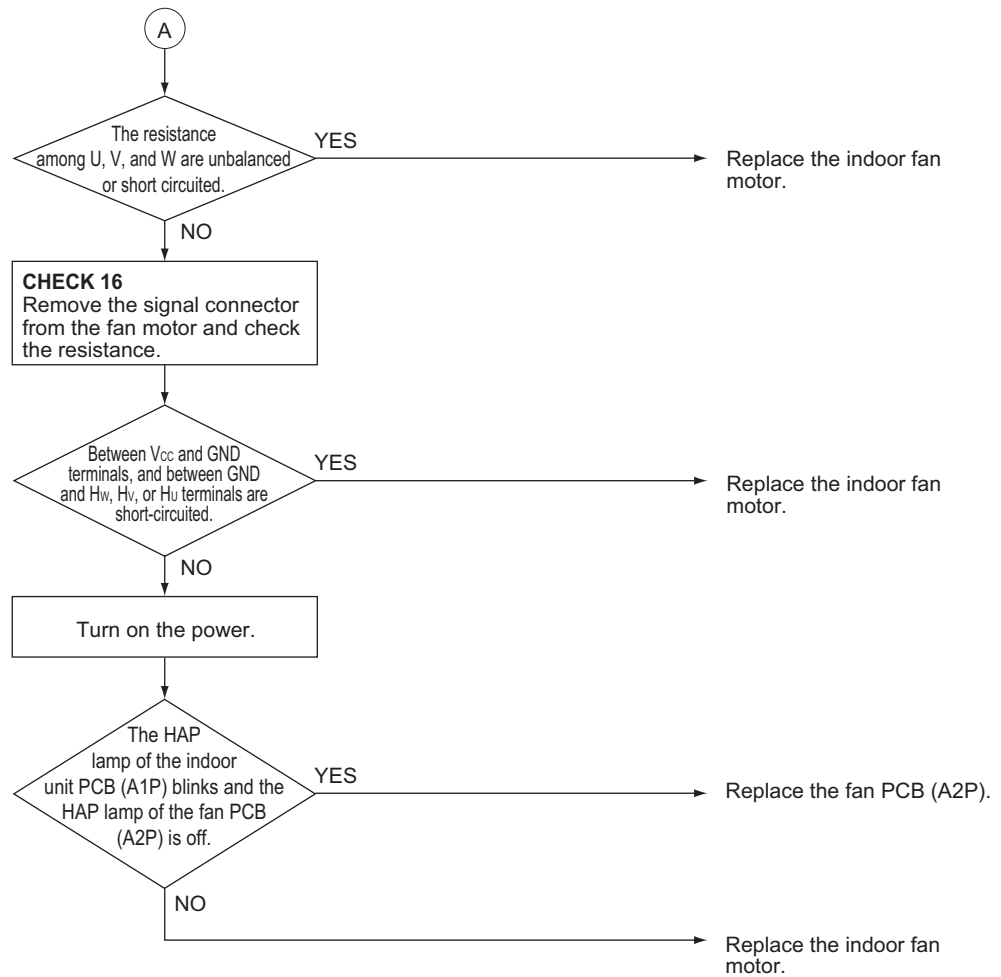 A
The resistance
among U, V, and W are unbalanced
or short circuited.
YES
Replace the indoor fan
motor.
NO
CHECK 16
Remove the signal connector
from the fan motor and check
the resistance.
Between Vcc and GND
terminals, and between GND
and Hw, Hv, or Hu terminals are
short-circuited.
YES
Replace the indoor fan
motor.
NO
Turn on the power.
The HAP
lamp of the indoor
unit PCB (A1P) blinks and the
HAP lamp of the fan PCB
(A2P) is off.
YES
Replace the fan PCB (A2P).
NO
Replace the indoor fan
motor.